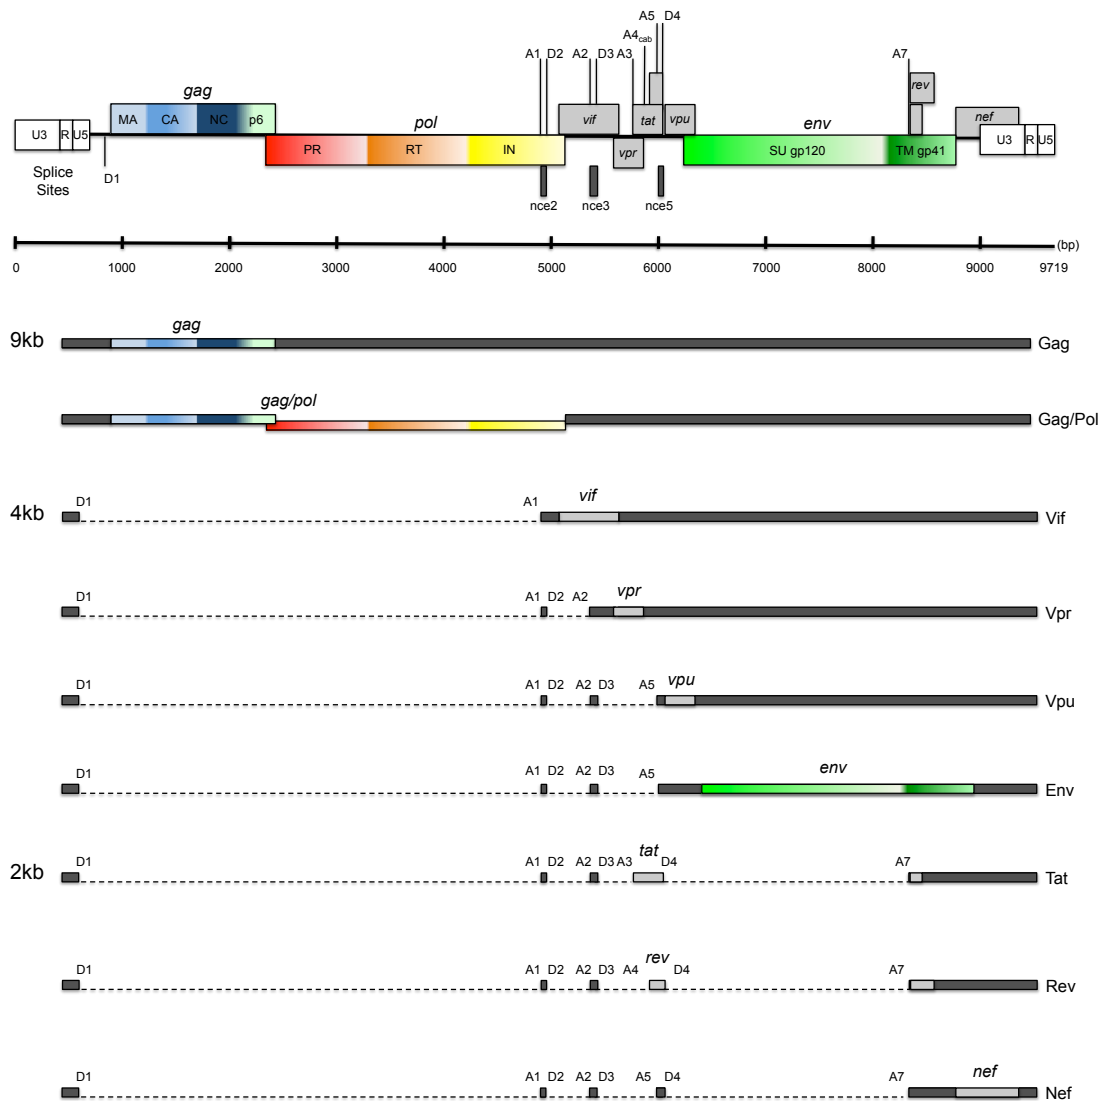 A5 D4
A4cab
A1 D2 A2 D3 A3 A7
gag
rev
MA CA NC p6
pol
vif tat vpu
env
nef
U3 R U5
U3 R U5
PR RT IN
vpr
SU gp120 TM gp41
Splice
Sites
D1
nce2 nce3 nce5
(bp)
0 1000 2000 3000 4000 5000 6000 7000 8000 9000 9719
gag
9kb Gag
gag/pol
Gag/Pol
D1 A1 vif
4kb Vif
vpr
D1 A1 D2 A2
Vpr
D1 A1 D2 A2 D3 A5 vpu
Vpu
env
D1 A1 D2 A2 D3 A5
Env
tat
D1 A1 D2 A2 D3 A3 D4 A7
2kb Tat
rev
D1 A1 D2 A2 D3 A4 D4 A7
Rev
nef
D1 A1 D2 A2 D3 A5 D4 A7
Nef